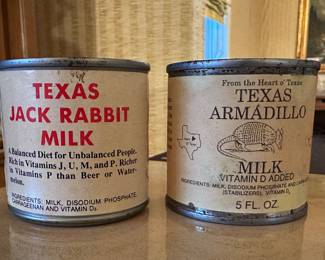 TEXAS
JACK RABBIT
MILK
A Balanced Diet for Unbalanced People.
Rich in Vitamins J, U, M, and P. Richer
in Vitamins P than Beer or Water-
melon.
INGREDIENTS: MILK, DISODIUM PHOSPHATE,
CARRAGEENAN AND VITAMIN D₃.
From the Heart o' Texas
TEXAS
ARMÁDILLO
MILK
VITAMIN D ADDED
INGREDIENTS: MILK, DISODIUM PHOSPHATE AND
(STABILIZERS), VITAMIN D₃
5 FL. OZ.